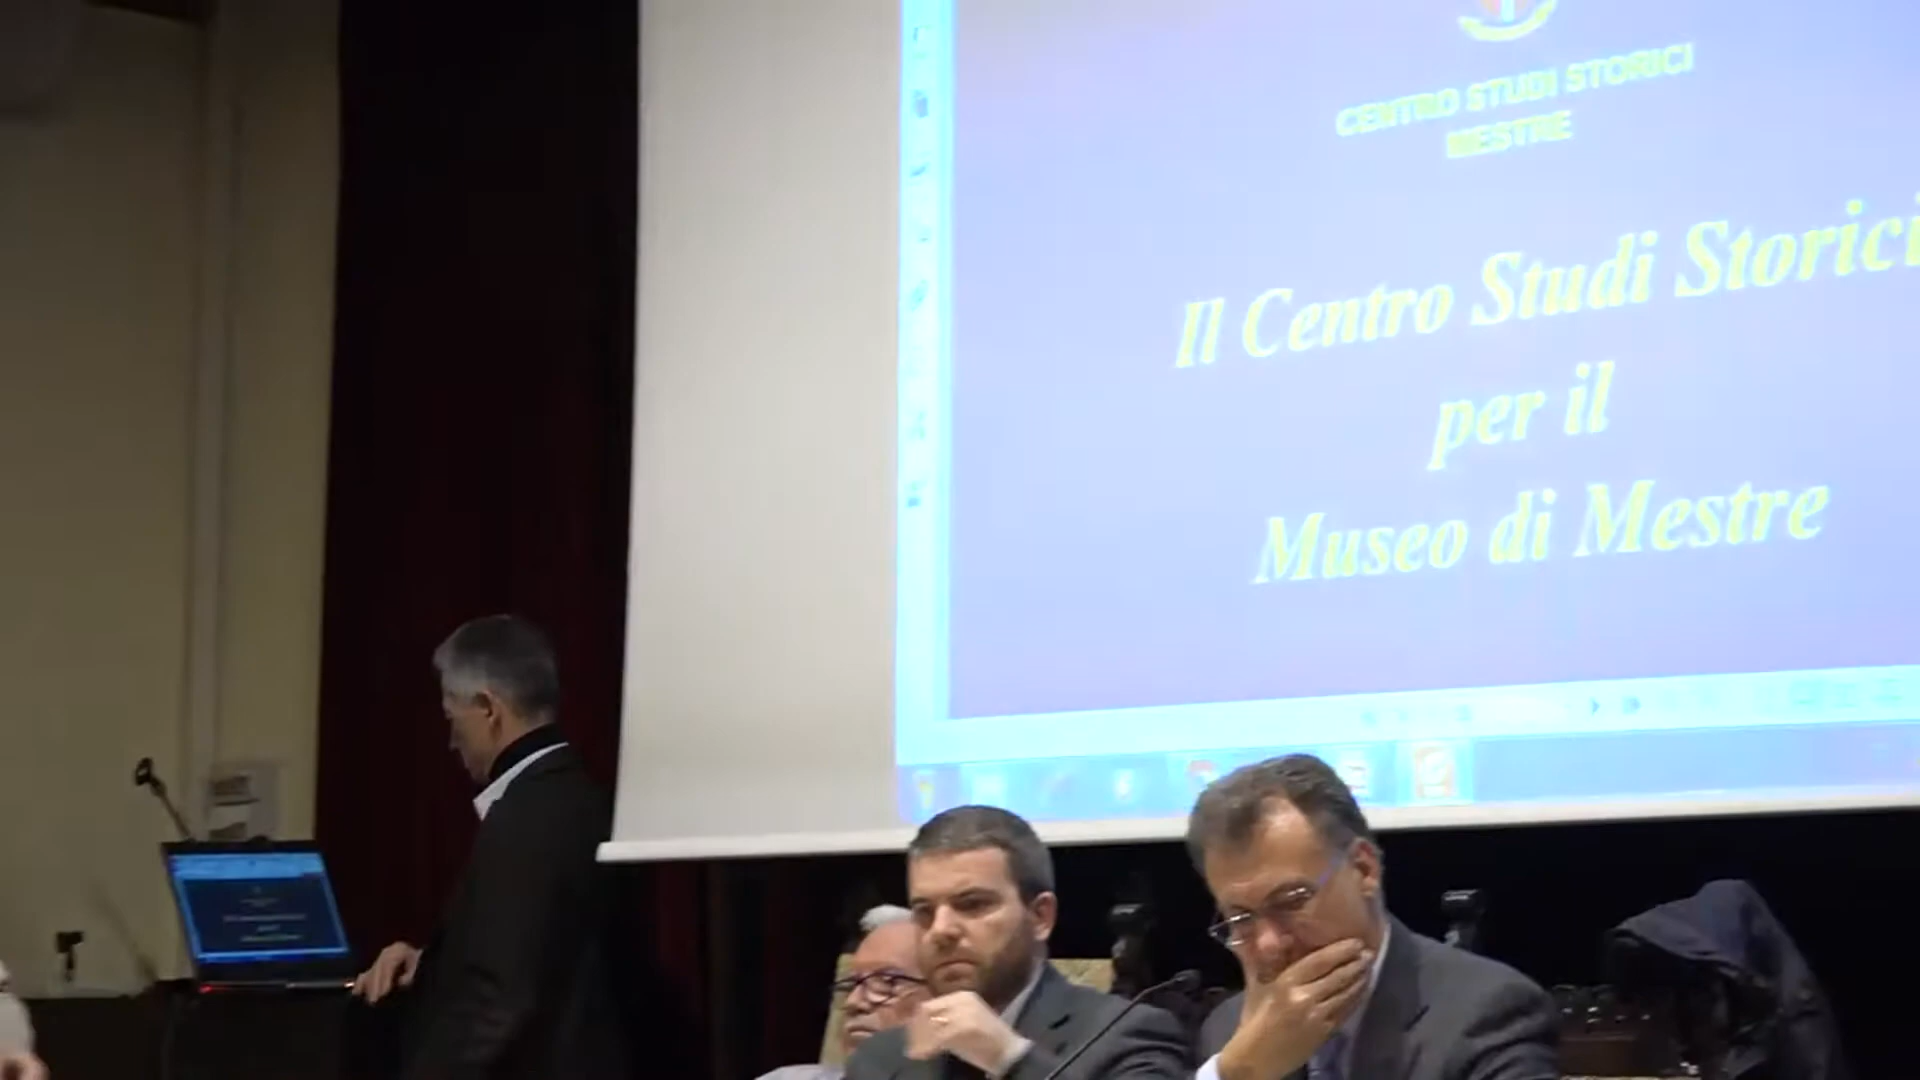 CENTRO STUDI STORICI
MESTRE
Il Centro Studi Storici
per il
Museo di Mestre